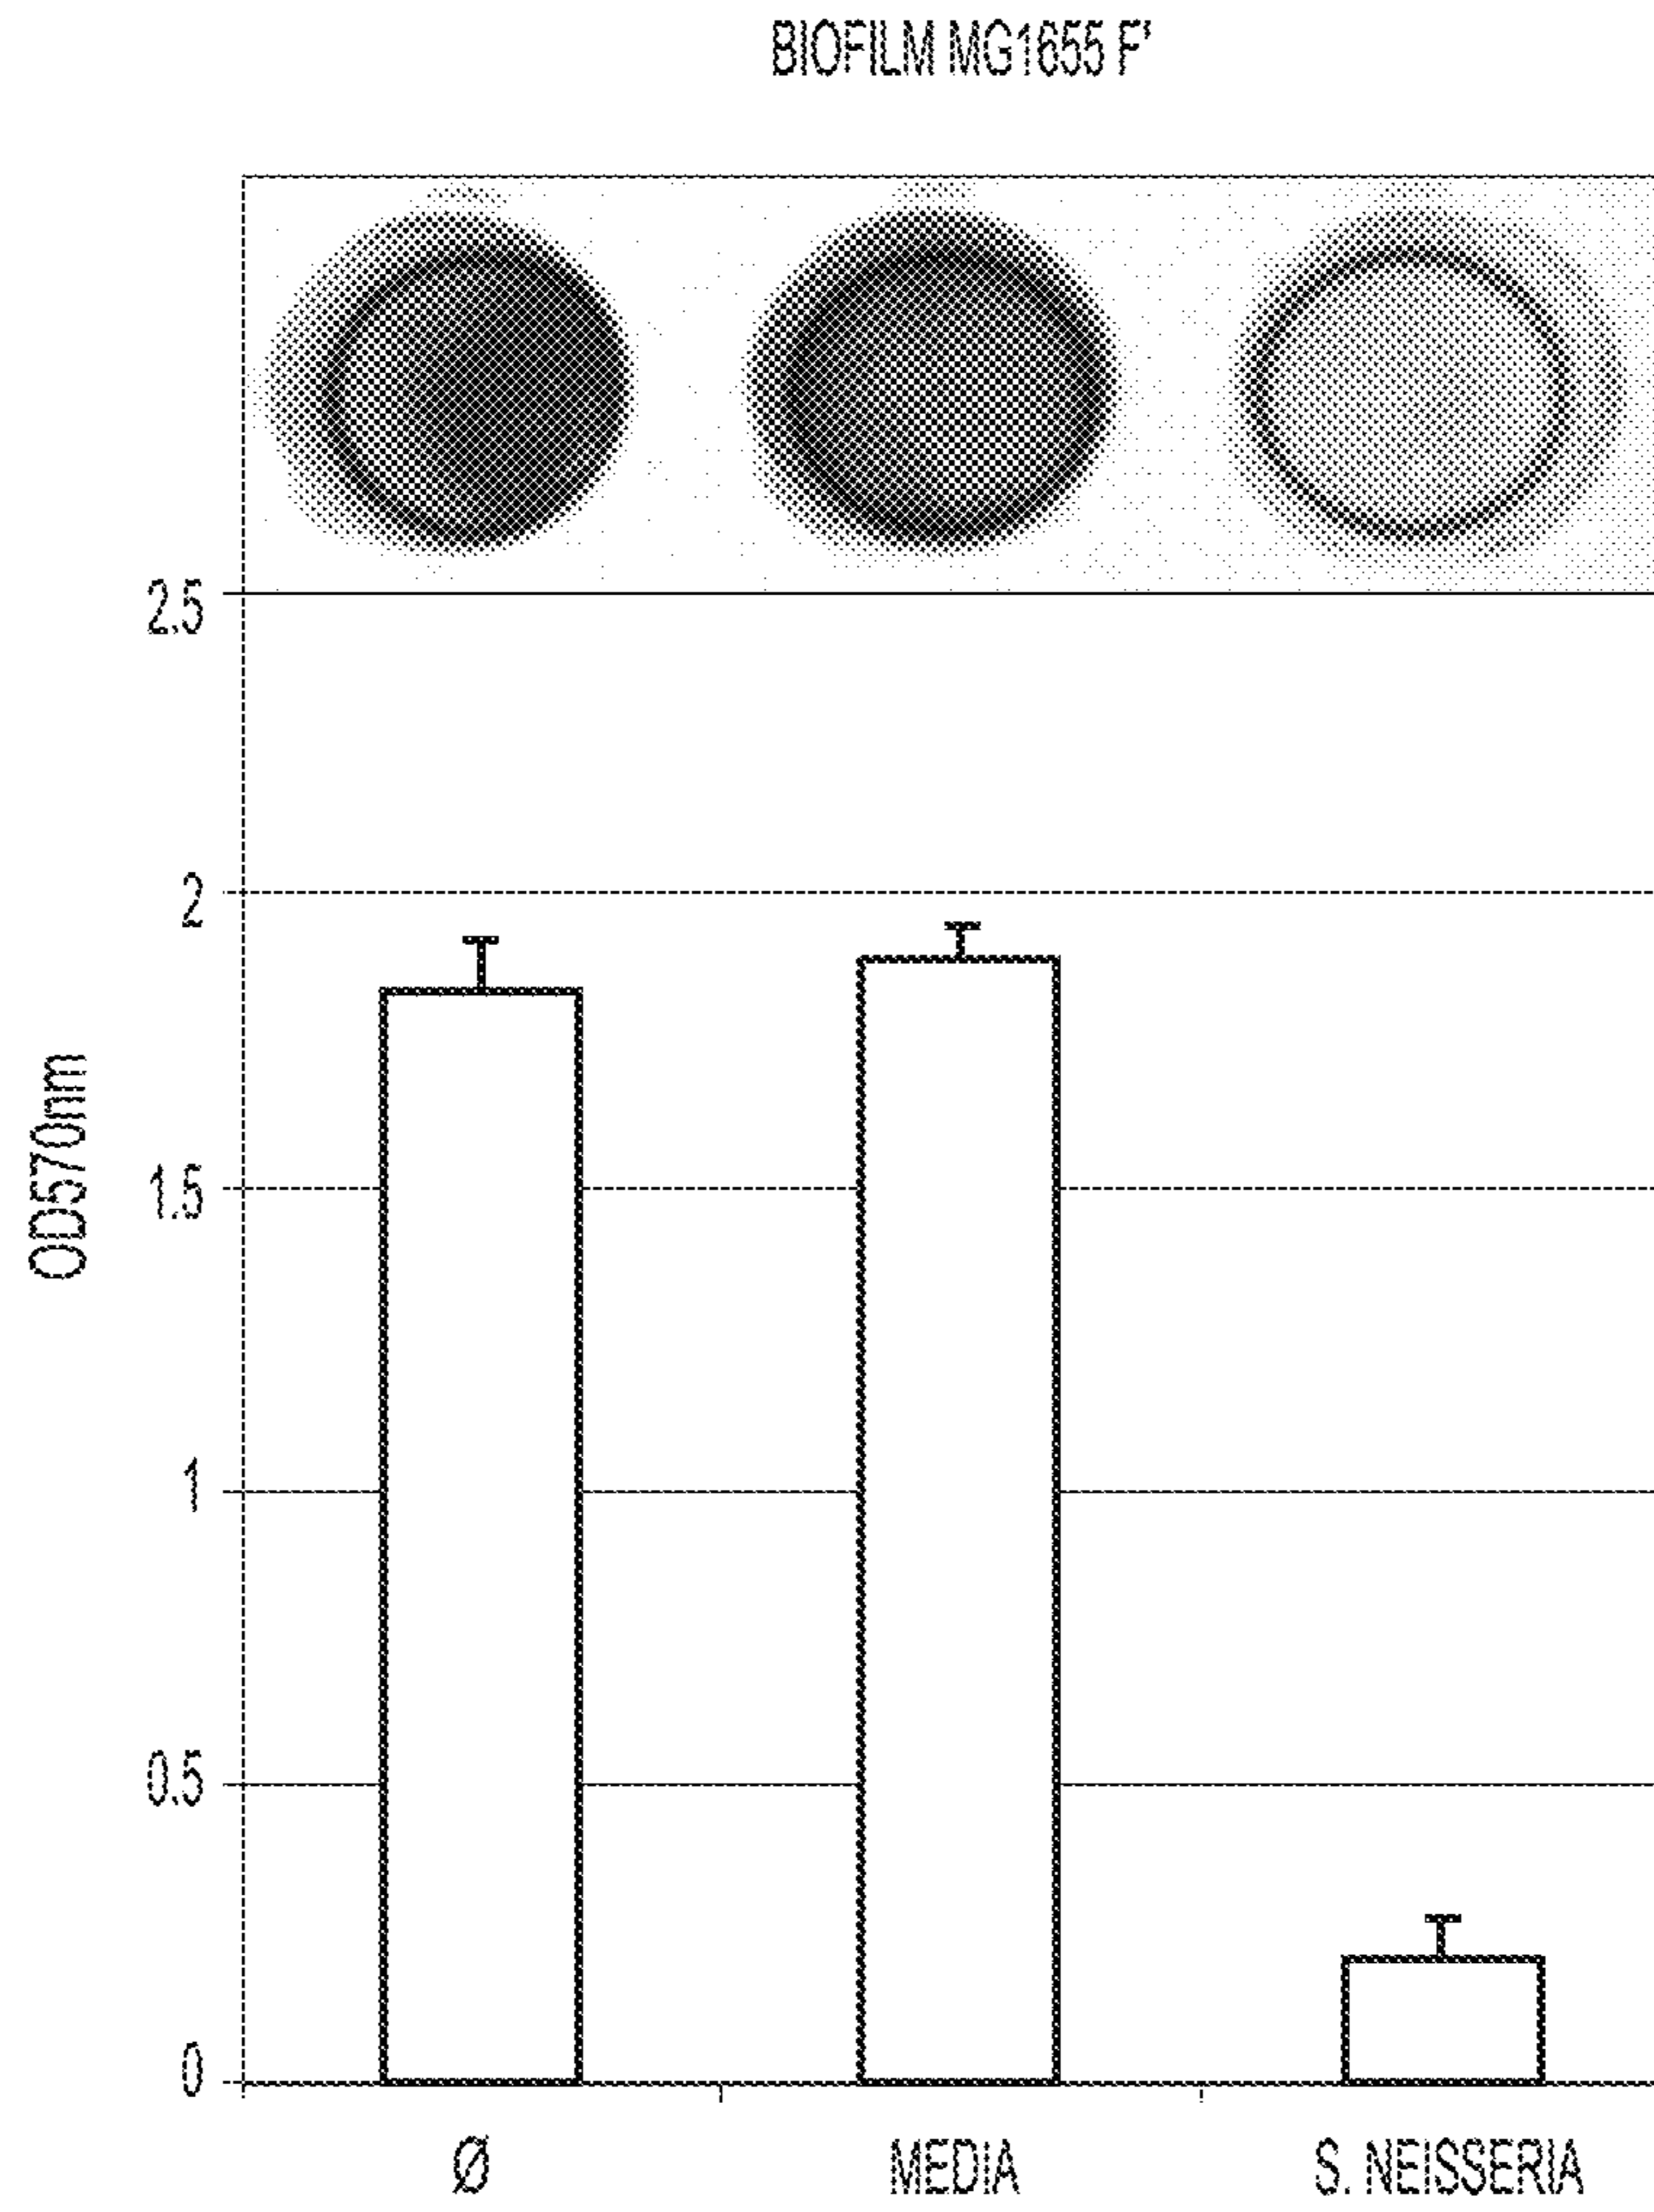 BIOFILM MG1655 F'
2.5
2
1.5
1
0.5
0
OD570nm
Ø
MEDIA
S. NEISSERIA